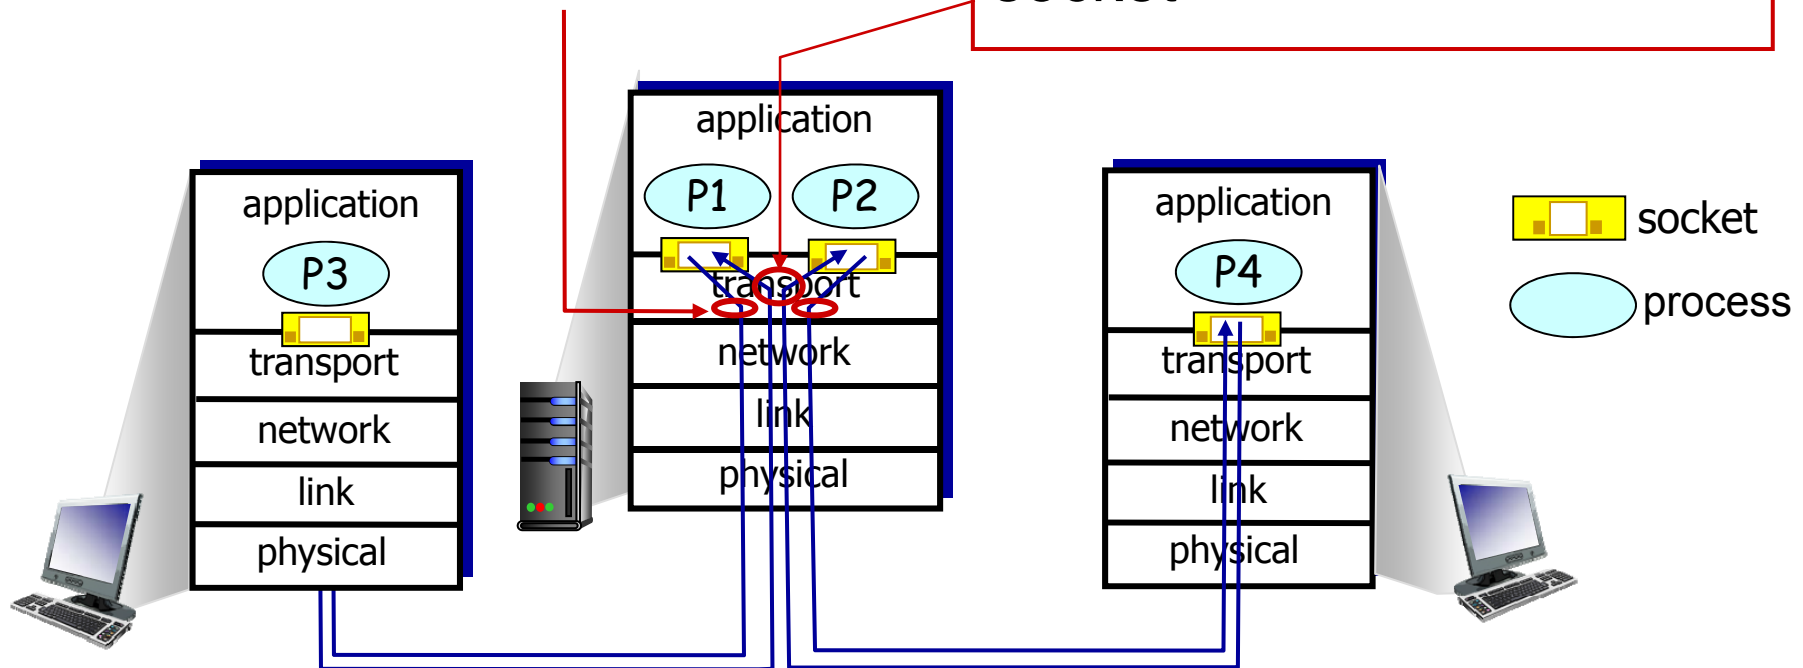 socket
application
P1
P2
transport
network
link
physical
application
P3
transport
network
link
physical
application
P4
transport
network
link
physical
socket
process